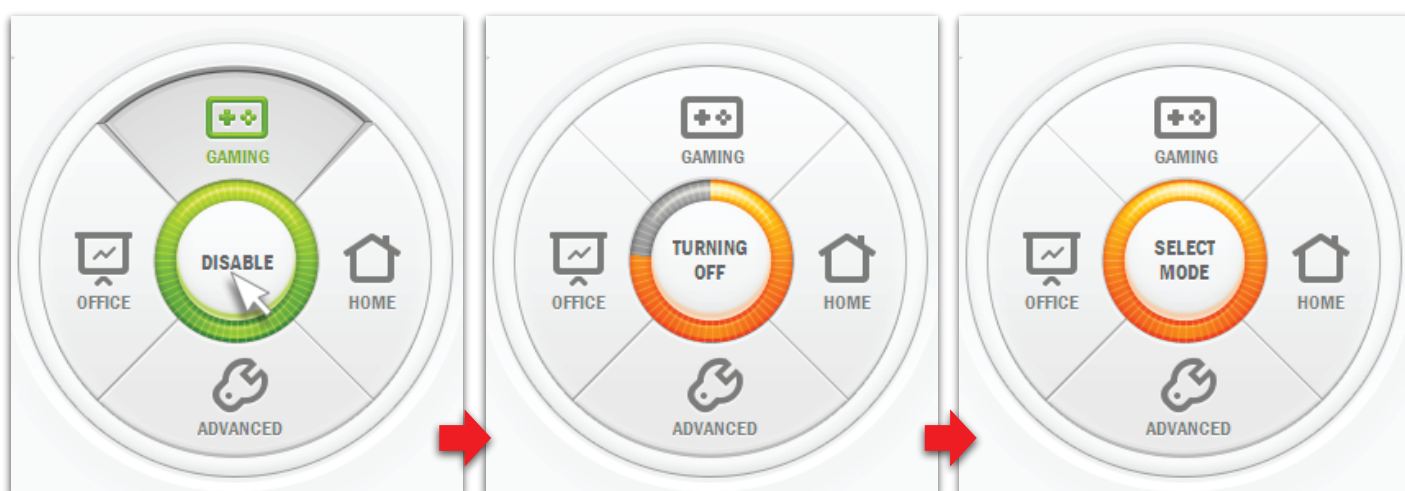 GAMING
OFFICE
DISABLE
HOME
ADVANCED
GAMING
OFFICE
TURNING
OFF
HOME
ADVANCED
GAMING
OFFICE
SELECT
MODE
HOME
ADVANCED